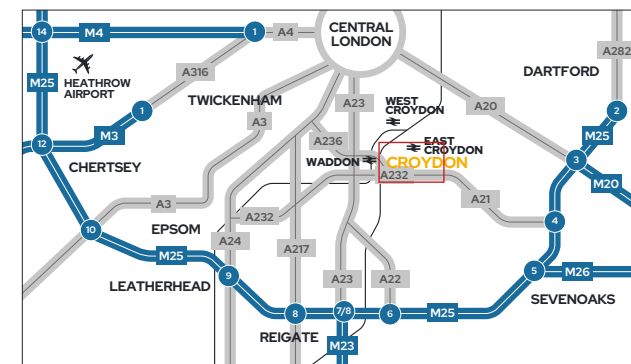 14
M4
1
A4
CENTRAL
LONDON
A282
M25
HEATHROW
AIRPORT
A316
DARTFORD
TWICKENHAM
A23
WEST
CROYDON
A20
2
1
M3
A3
A236
EAST
CROYDON
M25
12
CHERTSEY
WADDON
CROYDON
A232
3
M20
A3
A232
A21
4
10
EPSOM
A24
A217
M25
9
LEATHERHEAD
A23
A22
5
M26
SEVENOAKS
8
7/8
6
M25
REIGATE
M23